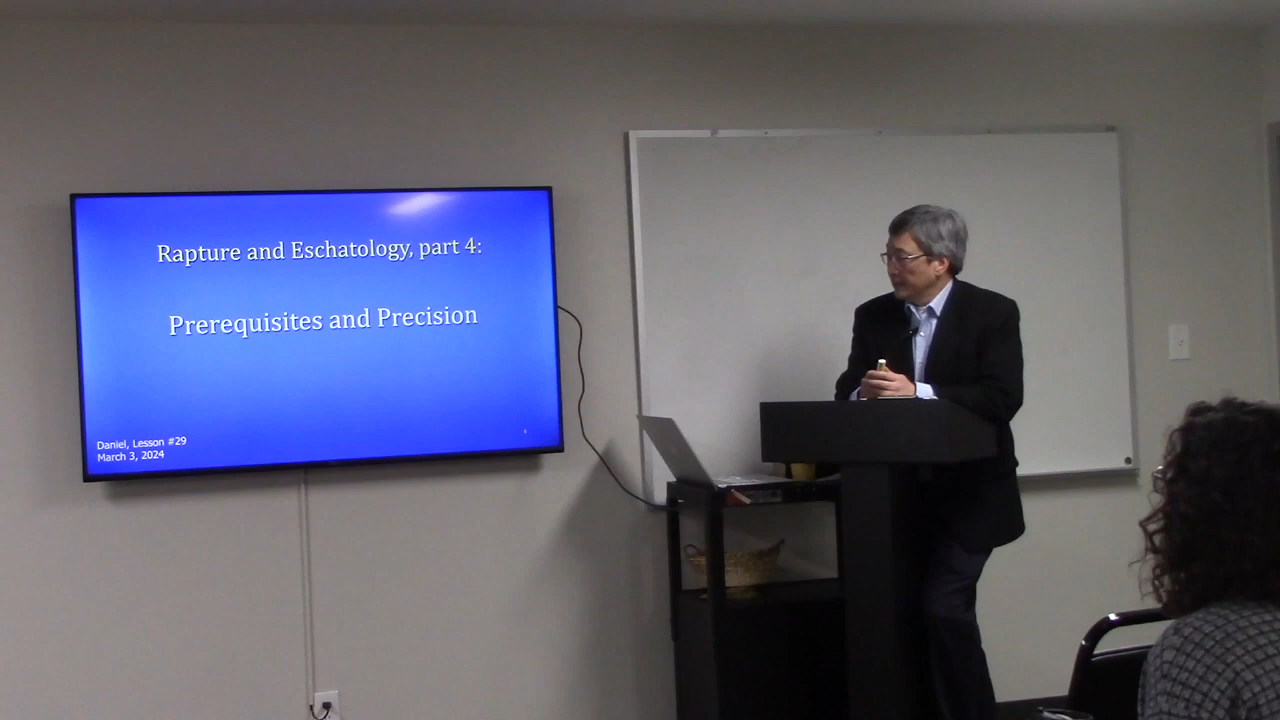 Rapture and Eschatology, part 4:
Prerequisites and Precision
Daniel, Lesson #29
March 3, 2024